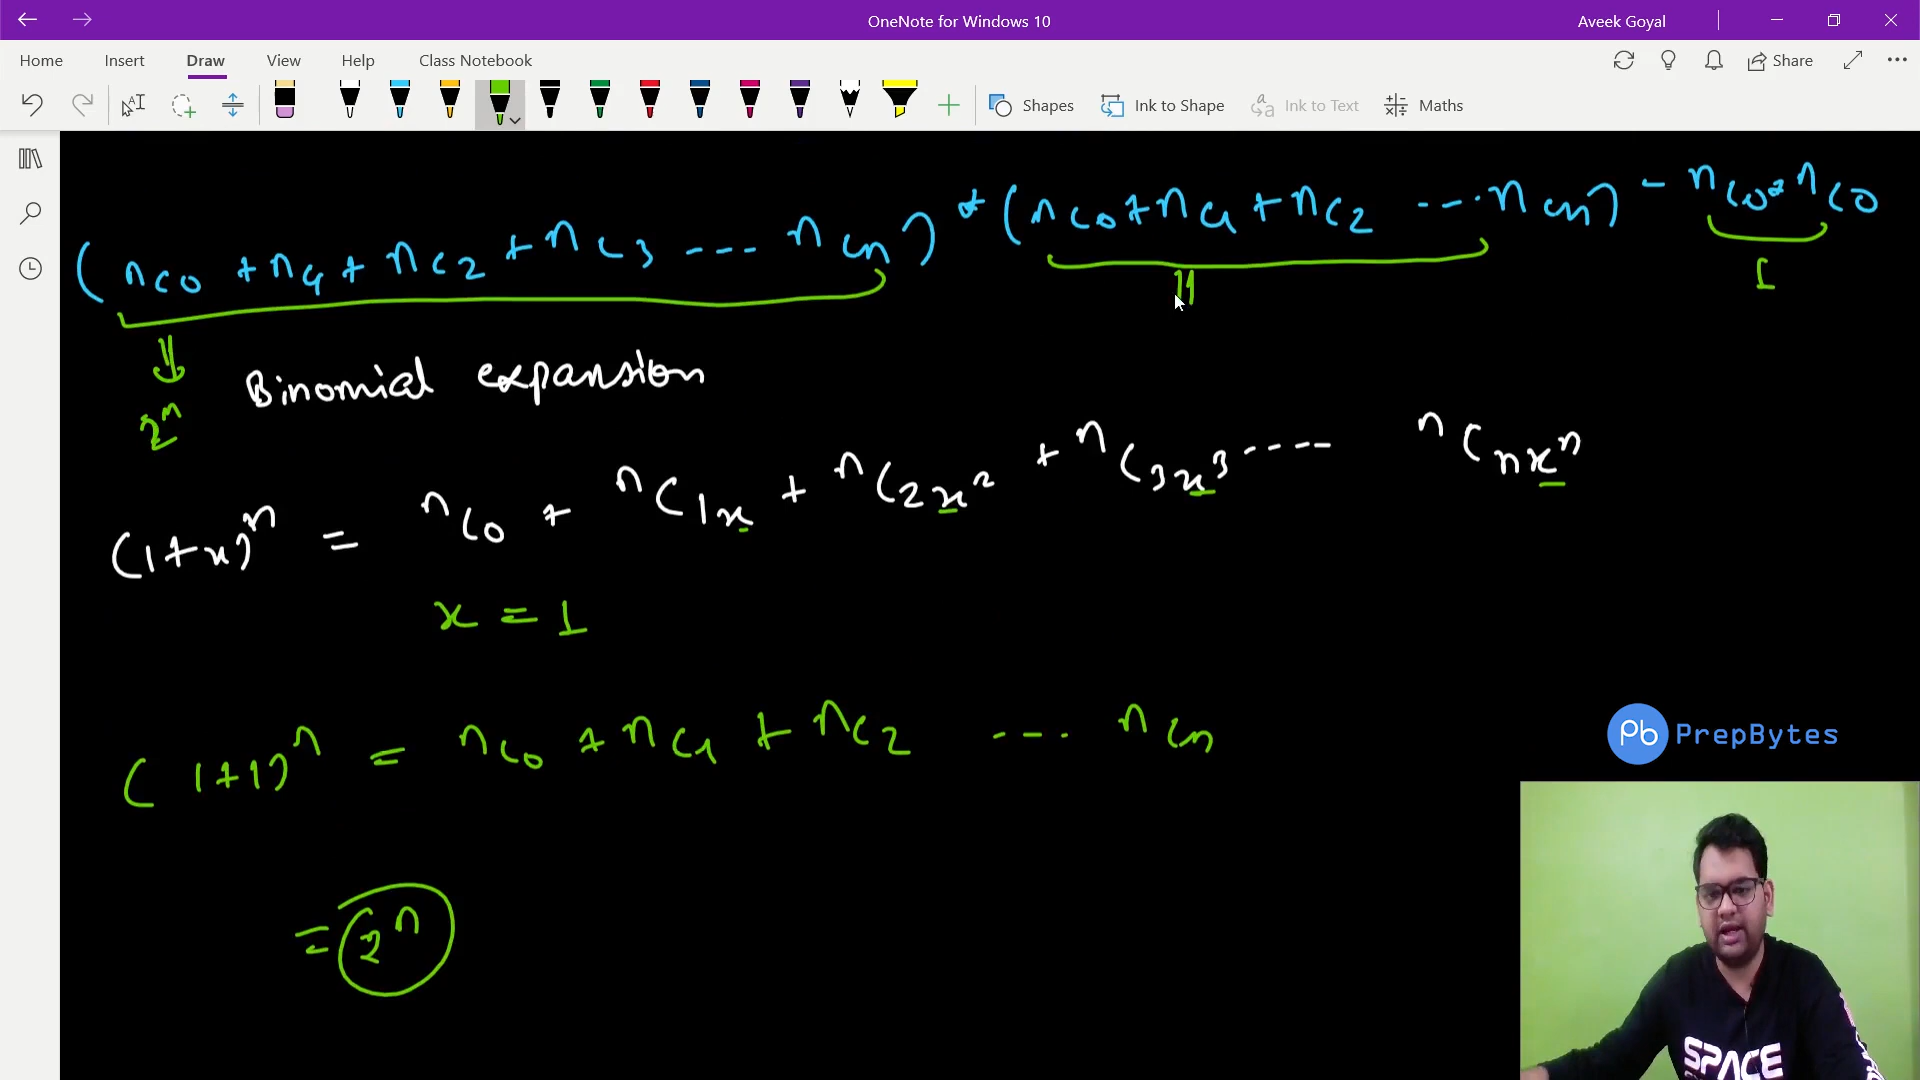 OneNote for Windows 10
Aveek Goyal
Home Insert Draw View Help Class Notebook Share
Shapes Ink to Shape Ink to Text Maths
(nC0 + nC1 + nC2 + nC3 ---- nCn) * (nC0 + nC1 + nC2 ---- nCn) - nC0 * nC0
1
2^n Binomial expansion
(1+x)^n = nC0 + nC1x + nC2x^2 + nC3x^3 ---- nCnx^n
x = 1
(1+1)^n = nC0 + nC1 + nC2 --- nCn
= 2^n
Pb PrepBytes
SPACE